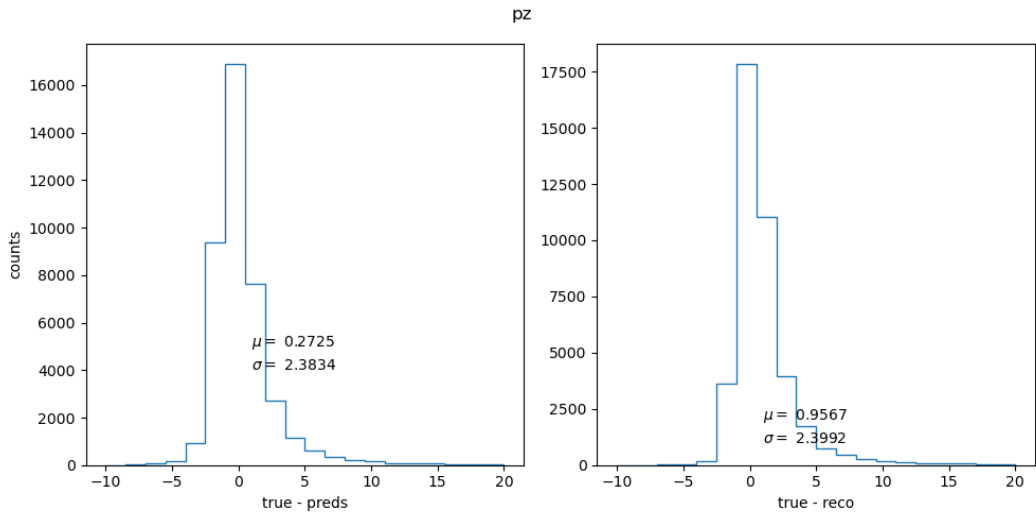 pz
counts
16000
14000
12000
10000
8000
6000
4000
2000
0
μ = 0.2725
σ = 2.3834
−10 −5 0 5 10 15 20
true - preds
17500
15000
12500
10000
7500
5000
2500
0
μ = 0.9567
σ = 2.3992
−10 −5 0 5 10 15 20
true - reco